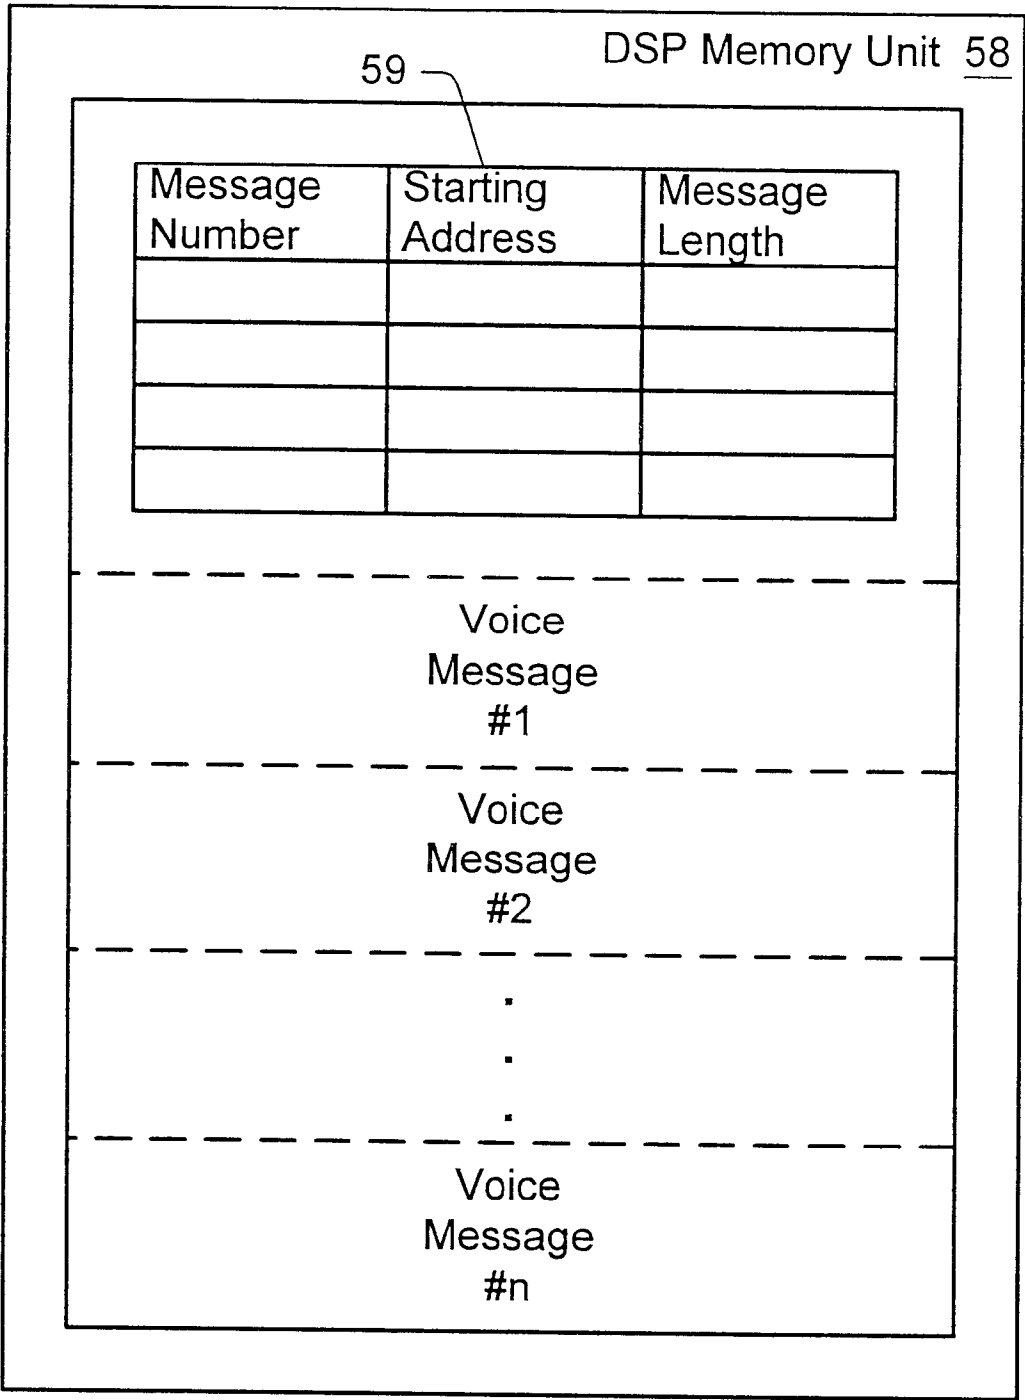 DSP Memory Unit 58
59
Message Number
Starting Address
Message Length
Voice
Message
#1
Voice
Message
#2
.
.
.
Voice
Message
#n